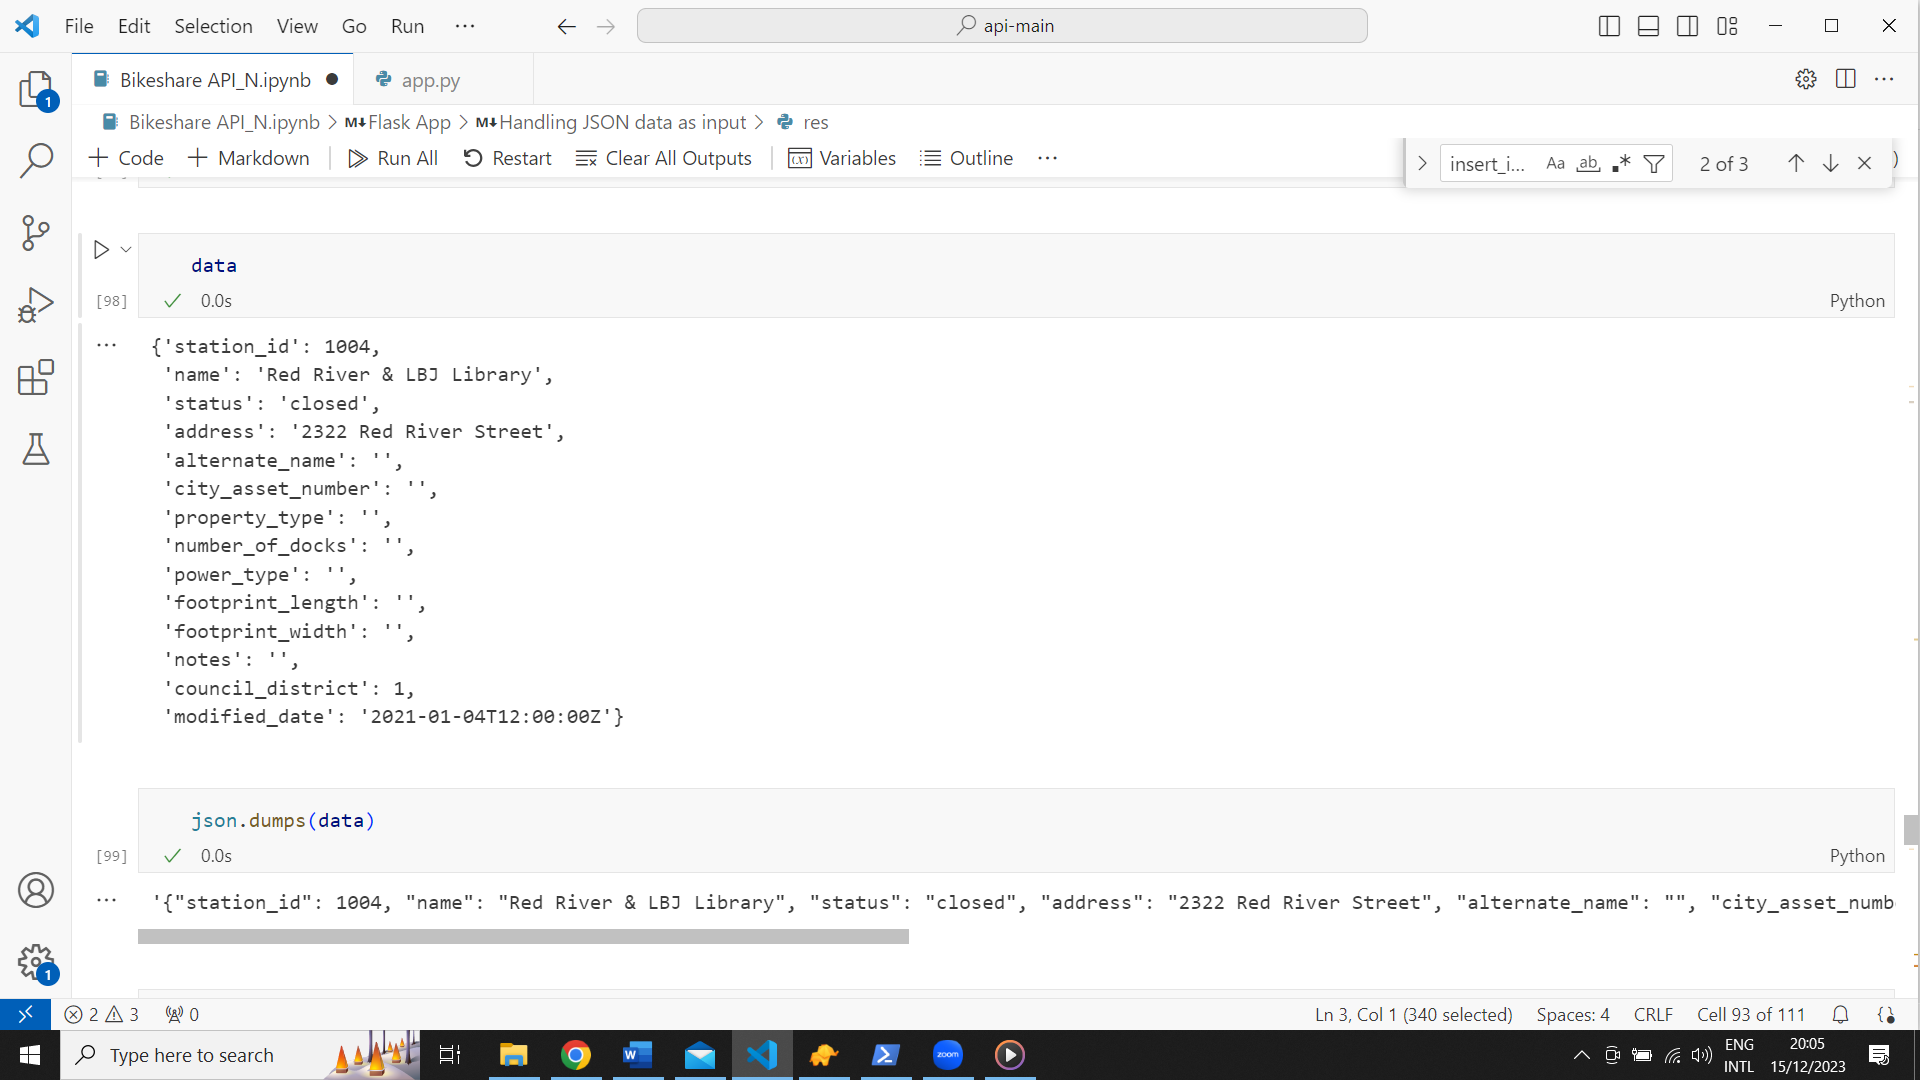 File Edit Selection View Go Run ··· api-main
Bikeshare API_N.ipynb app.py
Bikeshare API_N.ipynb > M↓Flask App > M↓Handling JSON data as input > res
+ Code + Markdown Run All Restart Clear All Outputs Variables Outline ···
insert_i... Aa ab .* 2 of 3
data
[98] 0.0s Python
{'station_id': 1004,
'name': 'Red River & LBJ Library',
'status': 'closed',
'address': '2322 Red River Street',
'alternate_name': '',
'city_asset_number': '',
'property_type': '',
'number_of_docks': '',
'power_type': '',
'footprint_length': '',
'footprint_width': '',
'notes': '',
'council_district': 1,
'modified_date': '2021-01-04T12:00:00Z'}
json.dumps(data)
[99] 0.0s Python
'{"station_id": 1004, "name": "Red River & LBJ Library", "status": "closed", "address": "2322 Red River Street", "alternate_name": "", "city_asset_numb
1
1
2 3 0 Ln 3, Col 1 (340 selected) Spaces: 4 CRLF Cell 93 of 111
Type here to search
zoom
ENG
INTL
20:05
15/12/2023